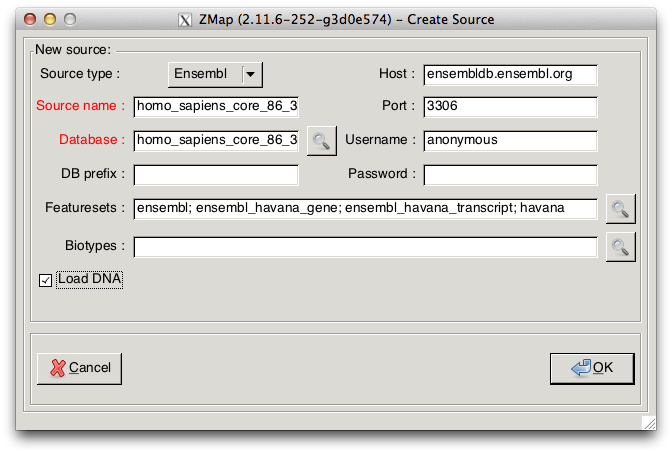 ZMap (2.11.6-252-g3d0e574) – Create Source
New source:
Source type : Ensembl Host : ensembldb.ensembl.org
Source name : homo_sapiens_core_86_3 Port : 3306
Database : homo_sapiens_core_86_3 Username : anonymous
DB prefix : Password :
Featuresets : ensembl; ensembl_havana_gene; ensembl_havana_transcript; havana
Biotypes :
Load DNA
Cancel OK